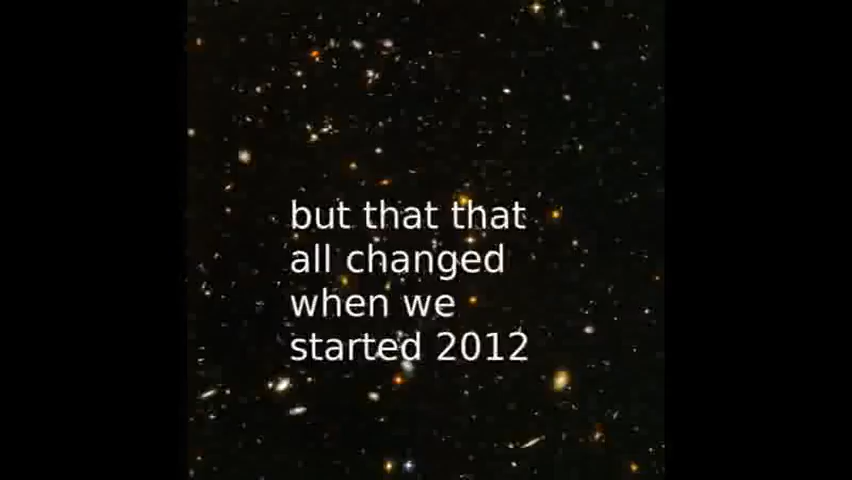 but that that
all changed
when we
started 2012